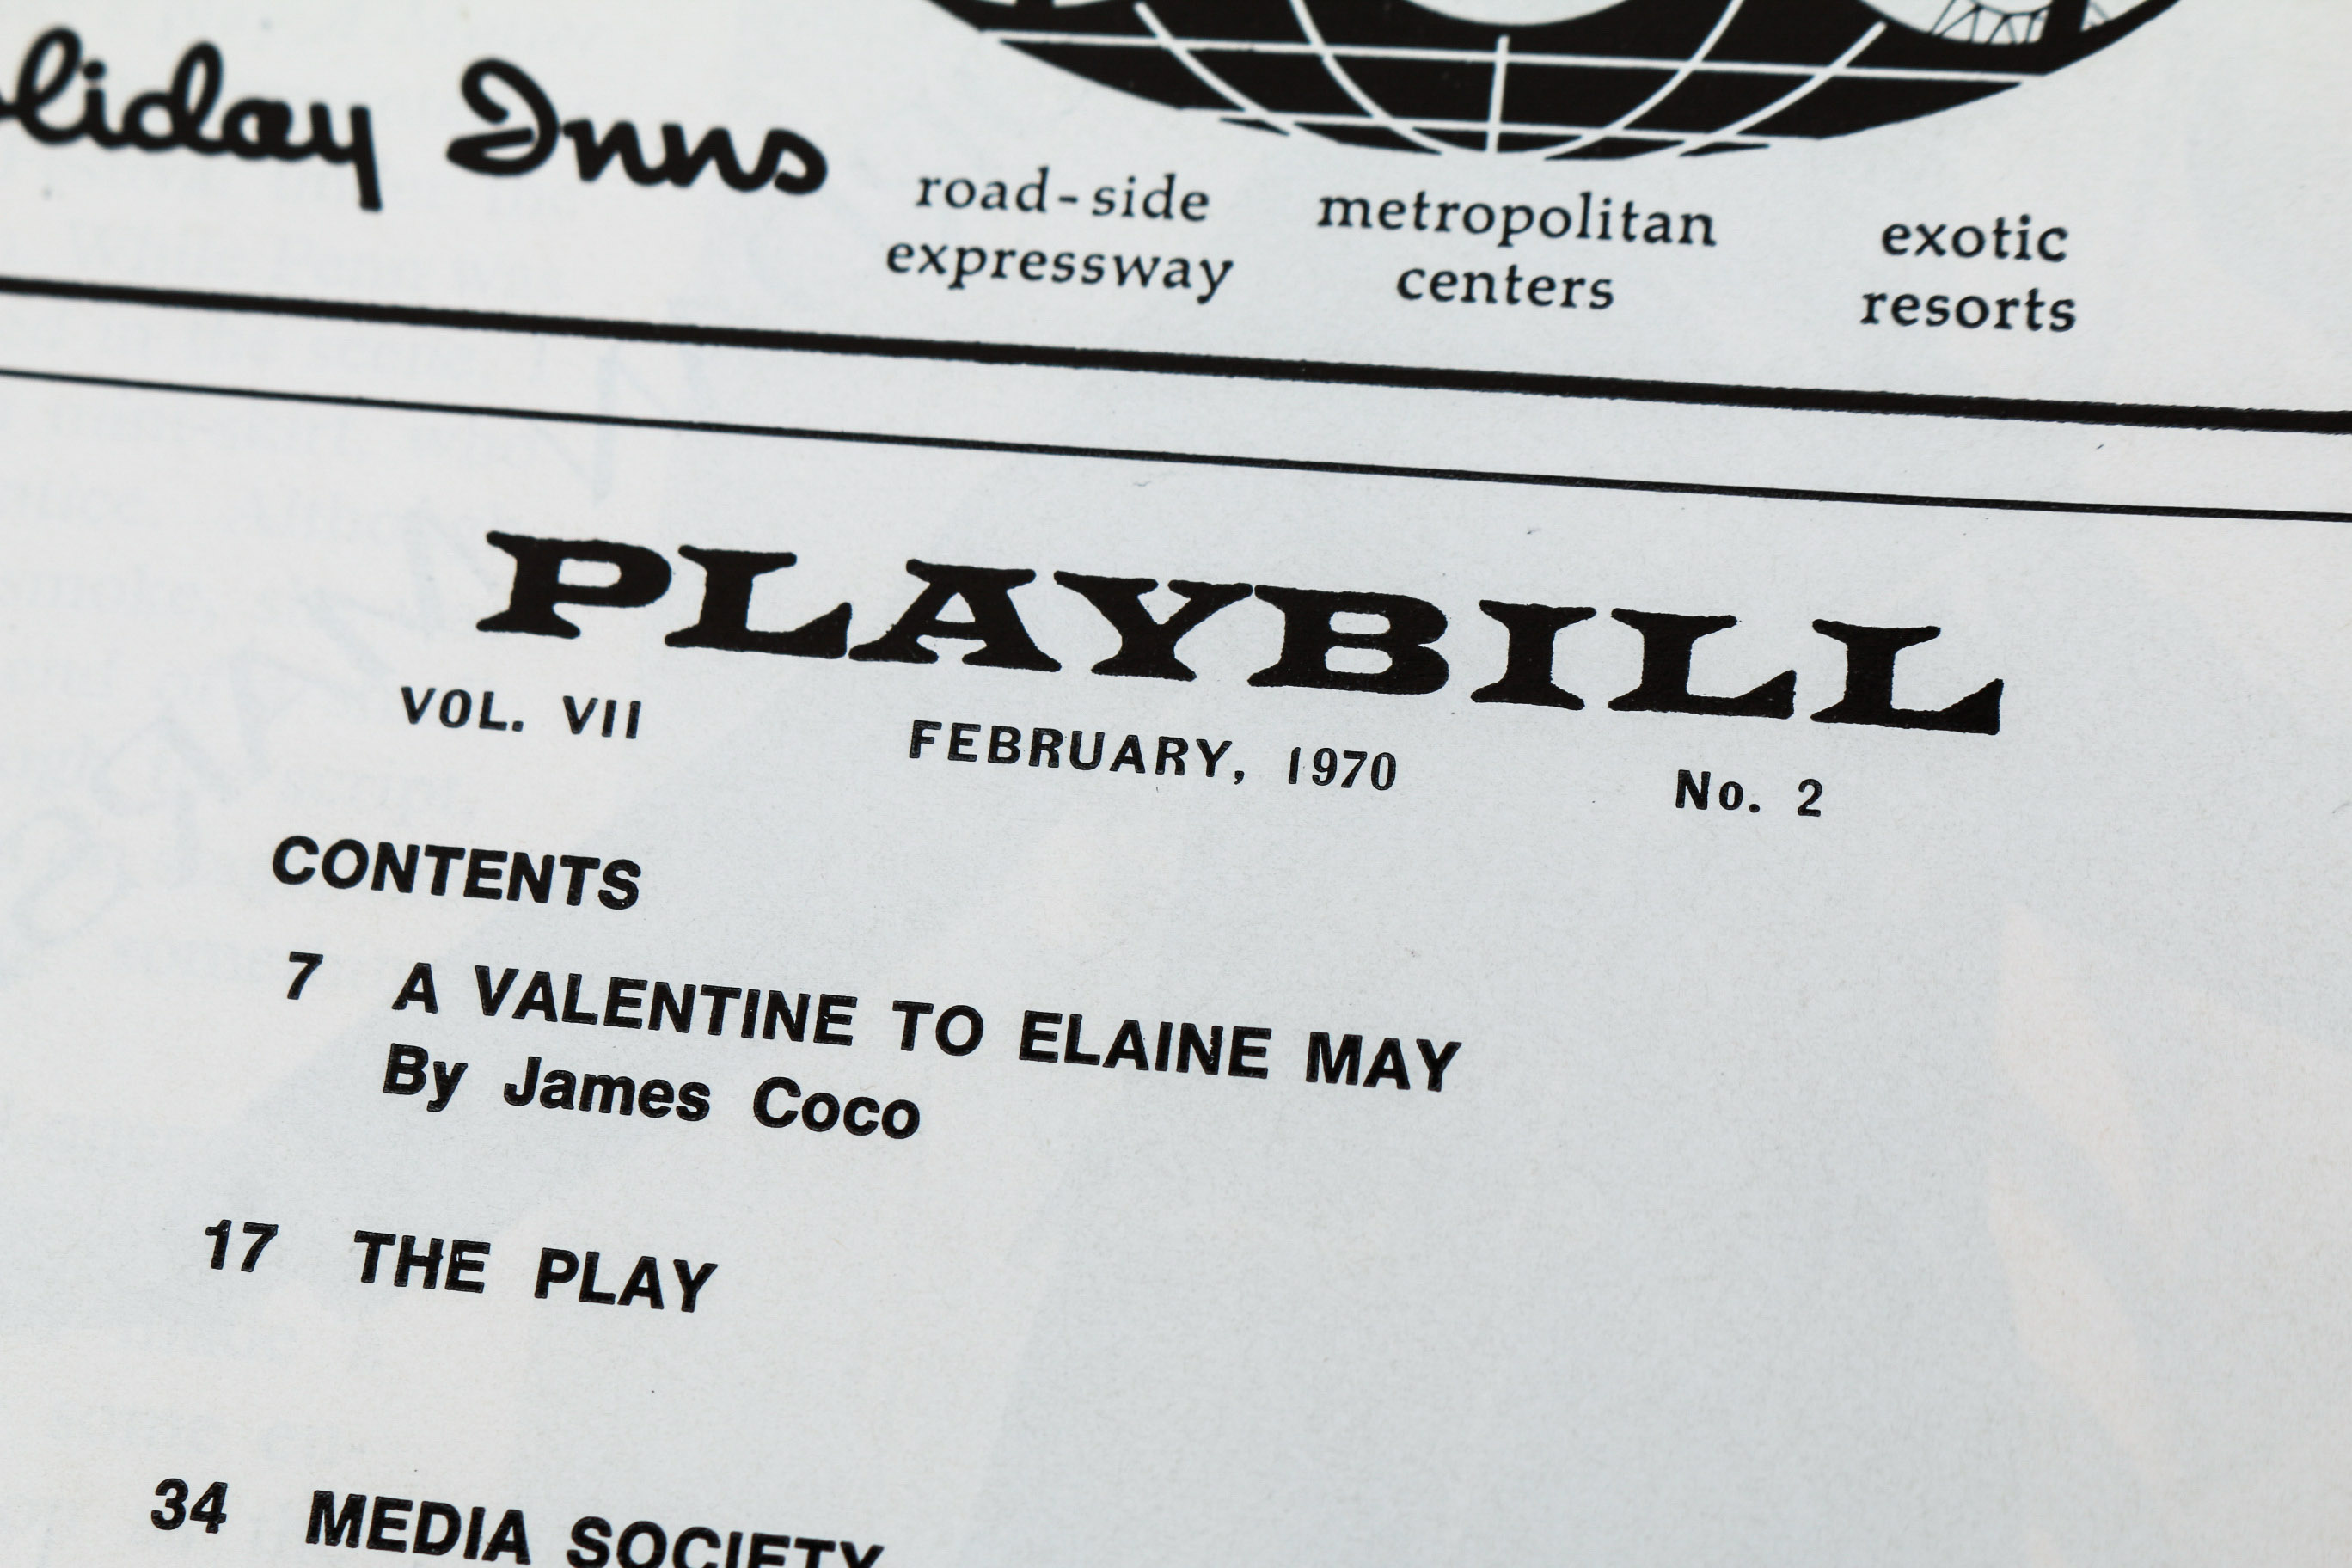 liday Inns
road-side
expressway
metropolitan
centers
exotic
resorts
PLAYBILL
VOL. VII FEBRUARY, 1970 No. 2
CONTENTS
7 A VALENTINE TO ELAINE MAY
By James Coco
17 THE PLAY
34 MEDIA SOCIETY